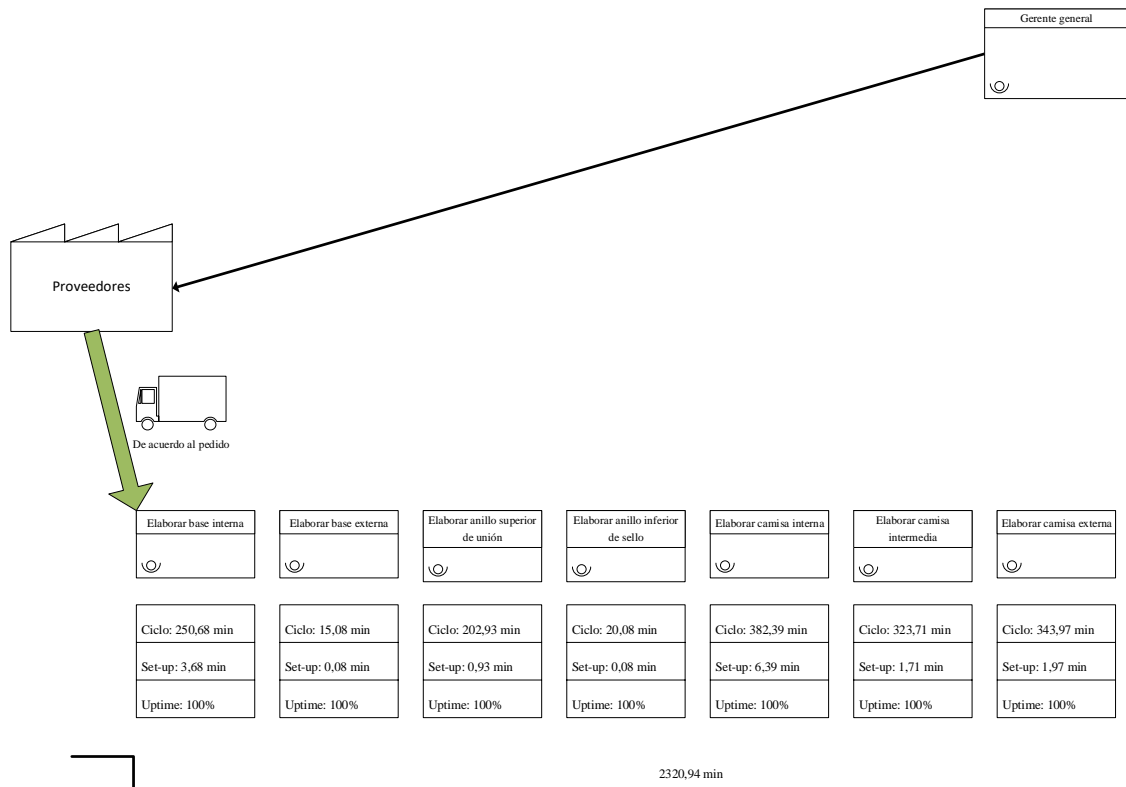 Gerente general
Proveedores
De acuerdo al pedido
Elaborar base interna
Elaborar base externa
Elaborar anillo superior
de unión
Elaborar anillo inferior
de sello
Elaborar camisa interna
Elaborar camisa
intermedia
Elaborar camisa externa
Ciclo: 250,68 min
Set-up: 3,68 min
Uptime: 100%
Ciclo: 15,08 min
Set-up: 0,08 min
Uptime: 100%
Ciclo: 202,93 min
Set-up: 0,93 min
Uptime: 100%
Ciclo: 20,08 min
Set-up: 0,08 min
Uptime: 100%
Ciclo: 382,39 min
Set-up: 6,39 min
Uptime: 100%
Ciclo: 323,71 min
Set-up: 1,71 min
Uptime: 100%
Ciclo: 343,97 min
Set-up: 1,97 min
Uptime: 100%
2320,94 min